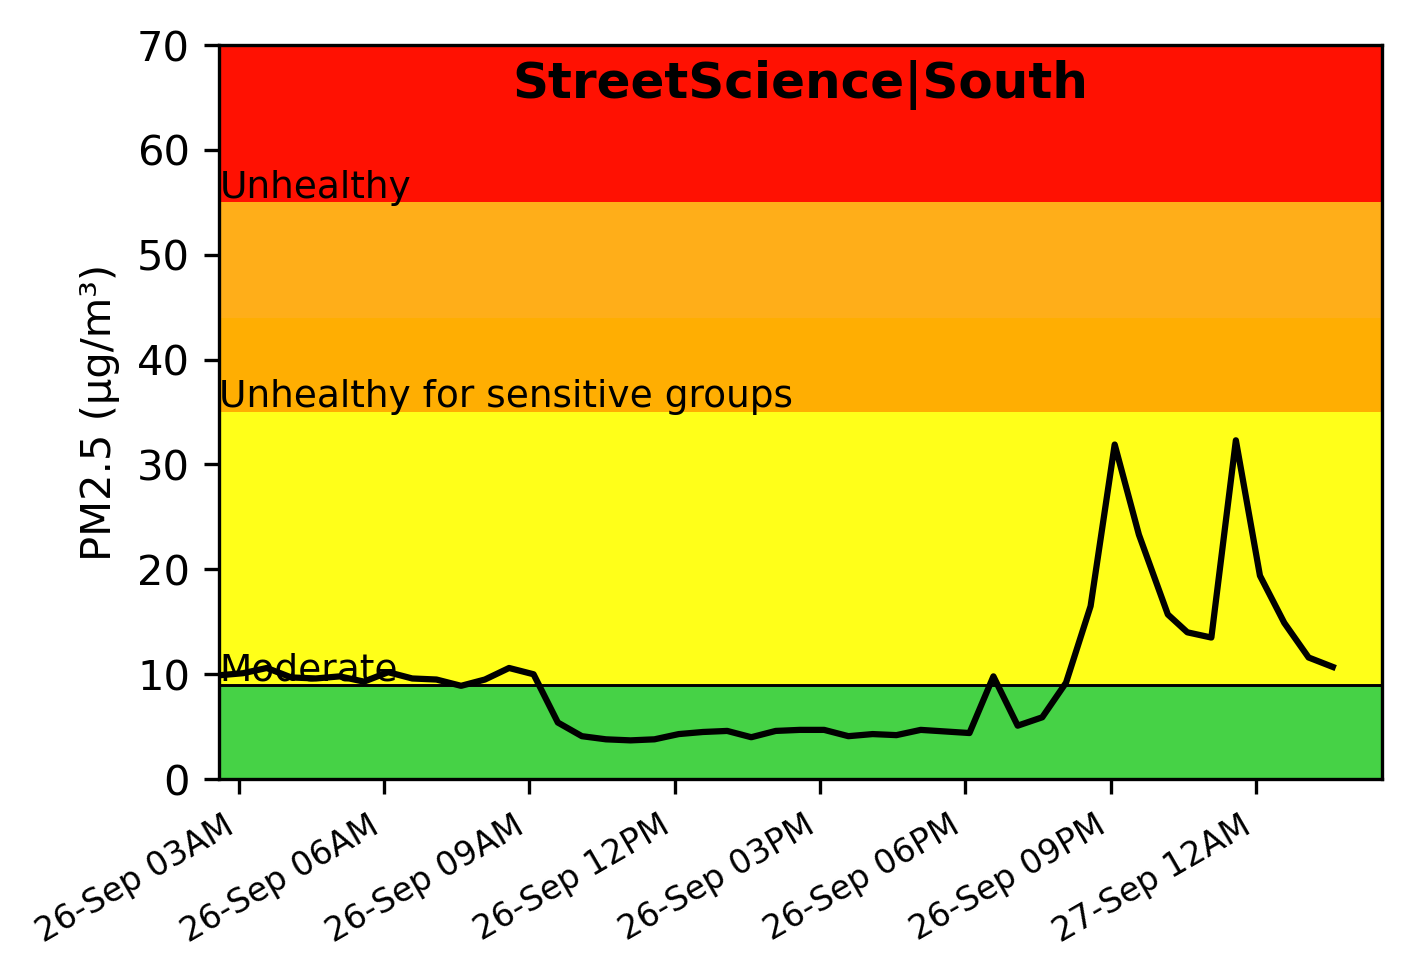 StreetScience|South
70
60
50
40
30
20
10
0
PM2.5 (µg/m³)
Unhealthy
Unhealthy for sensitive groups
Moderate
26-Sep 03AM
26-Sep 06AM
26-Sep 09AM
26-Sep 12PM
26-Sep 03PM
26-Sep 06PM
26-Sep 09PM
27-Sep 12AM